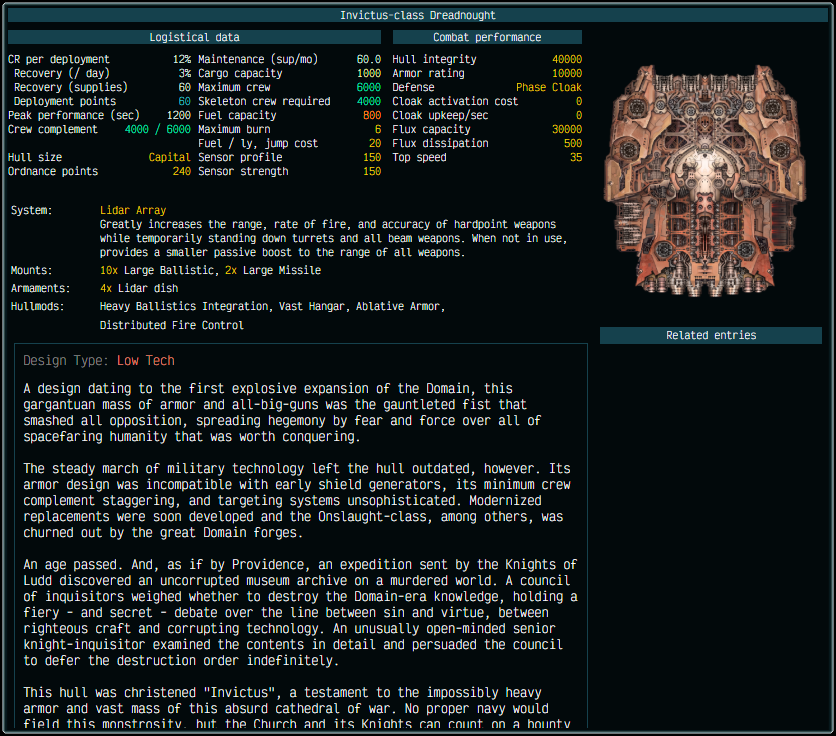 Invictus-class Dreadnought
Logistical data
Combat performance
CR per deployment 12% Maintenance (sup/mo) 60.0 Hull integrity 40000
Recovery (/ day) 3% Cargo capacity 1000 Armor rating 10000
Recovery (supplies) 60 Maximum crew 6000 Defense Phase Cloak
Deployment points 60 Skeleton crew required 4000 Cloak activation cost 0
Peak performance (sec) 1200 Fuel capacity 800 Cloak upkeep/sec 0
Crew complement 4000 / 6000 Maximum burn 6 Flux capacity 30000
Fuel / ly, jump cost 20 Flux dissipation 500
Hull size Capital Sensor profile 150 Top speed 35
Ordnance points 240 Sensor strength 150
System: Lidar Array
Greatly increases the range, rate of fire, and accuracy of hardpoint weapons
while temporarily standing down turrets and all beam weapons. When not in use,
provides a smaller passive boost to the range of all weapons.
Mounts: 10x Large Ballistic, 2x Large Missile
Armaments: 4x Lidar dish
Hullmods: Heavy Ballistics Integration, Vast Hangar, Ablative Armor,
Distributed Fire Control
Related entries
Design Type: Low Tech
A design dating to the first explosive expansion of the Domain, this
gargantuan mass of armor and all-big-guns was the gauntleted fist that
smashed all opposition, spreading hegemony by fear and force over all of
spacefaring humanity that was worth conquering.
The steady march of military technology left the hull outdated, however. Its
armor design was incompatible with early shield generators, its minimum crew
complement staggering, and targeting systems unsophisticated. Modernized
replacements were soon developed and the Onslaught-class, among others, was
churned out by the great Domain forges.
An age passed. And, as if by Providence, an expedition sent by the Knights of
Ludd discovered an uncorrupted museum archive on a murdered world. A council
of inquisitors weighed whether to destroy the Domain-era knowledge, holding a
fiery - and secret - debate over the line between sin and virtue, between
righteous craft and corrupting technology. An unusually open-minded senior
knight-inquisitor examined the contents in detail and persuaded the council
to defer the destruction order indefinitely.
This hull was christened "Invictus", a testament to the impossibly heavy
armor and vast mass of this absurd cathedral of war. No proper navy would
field this monstrosity, but the Church and its Knights can count on a bounty